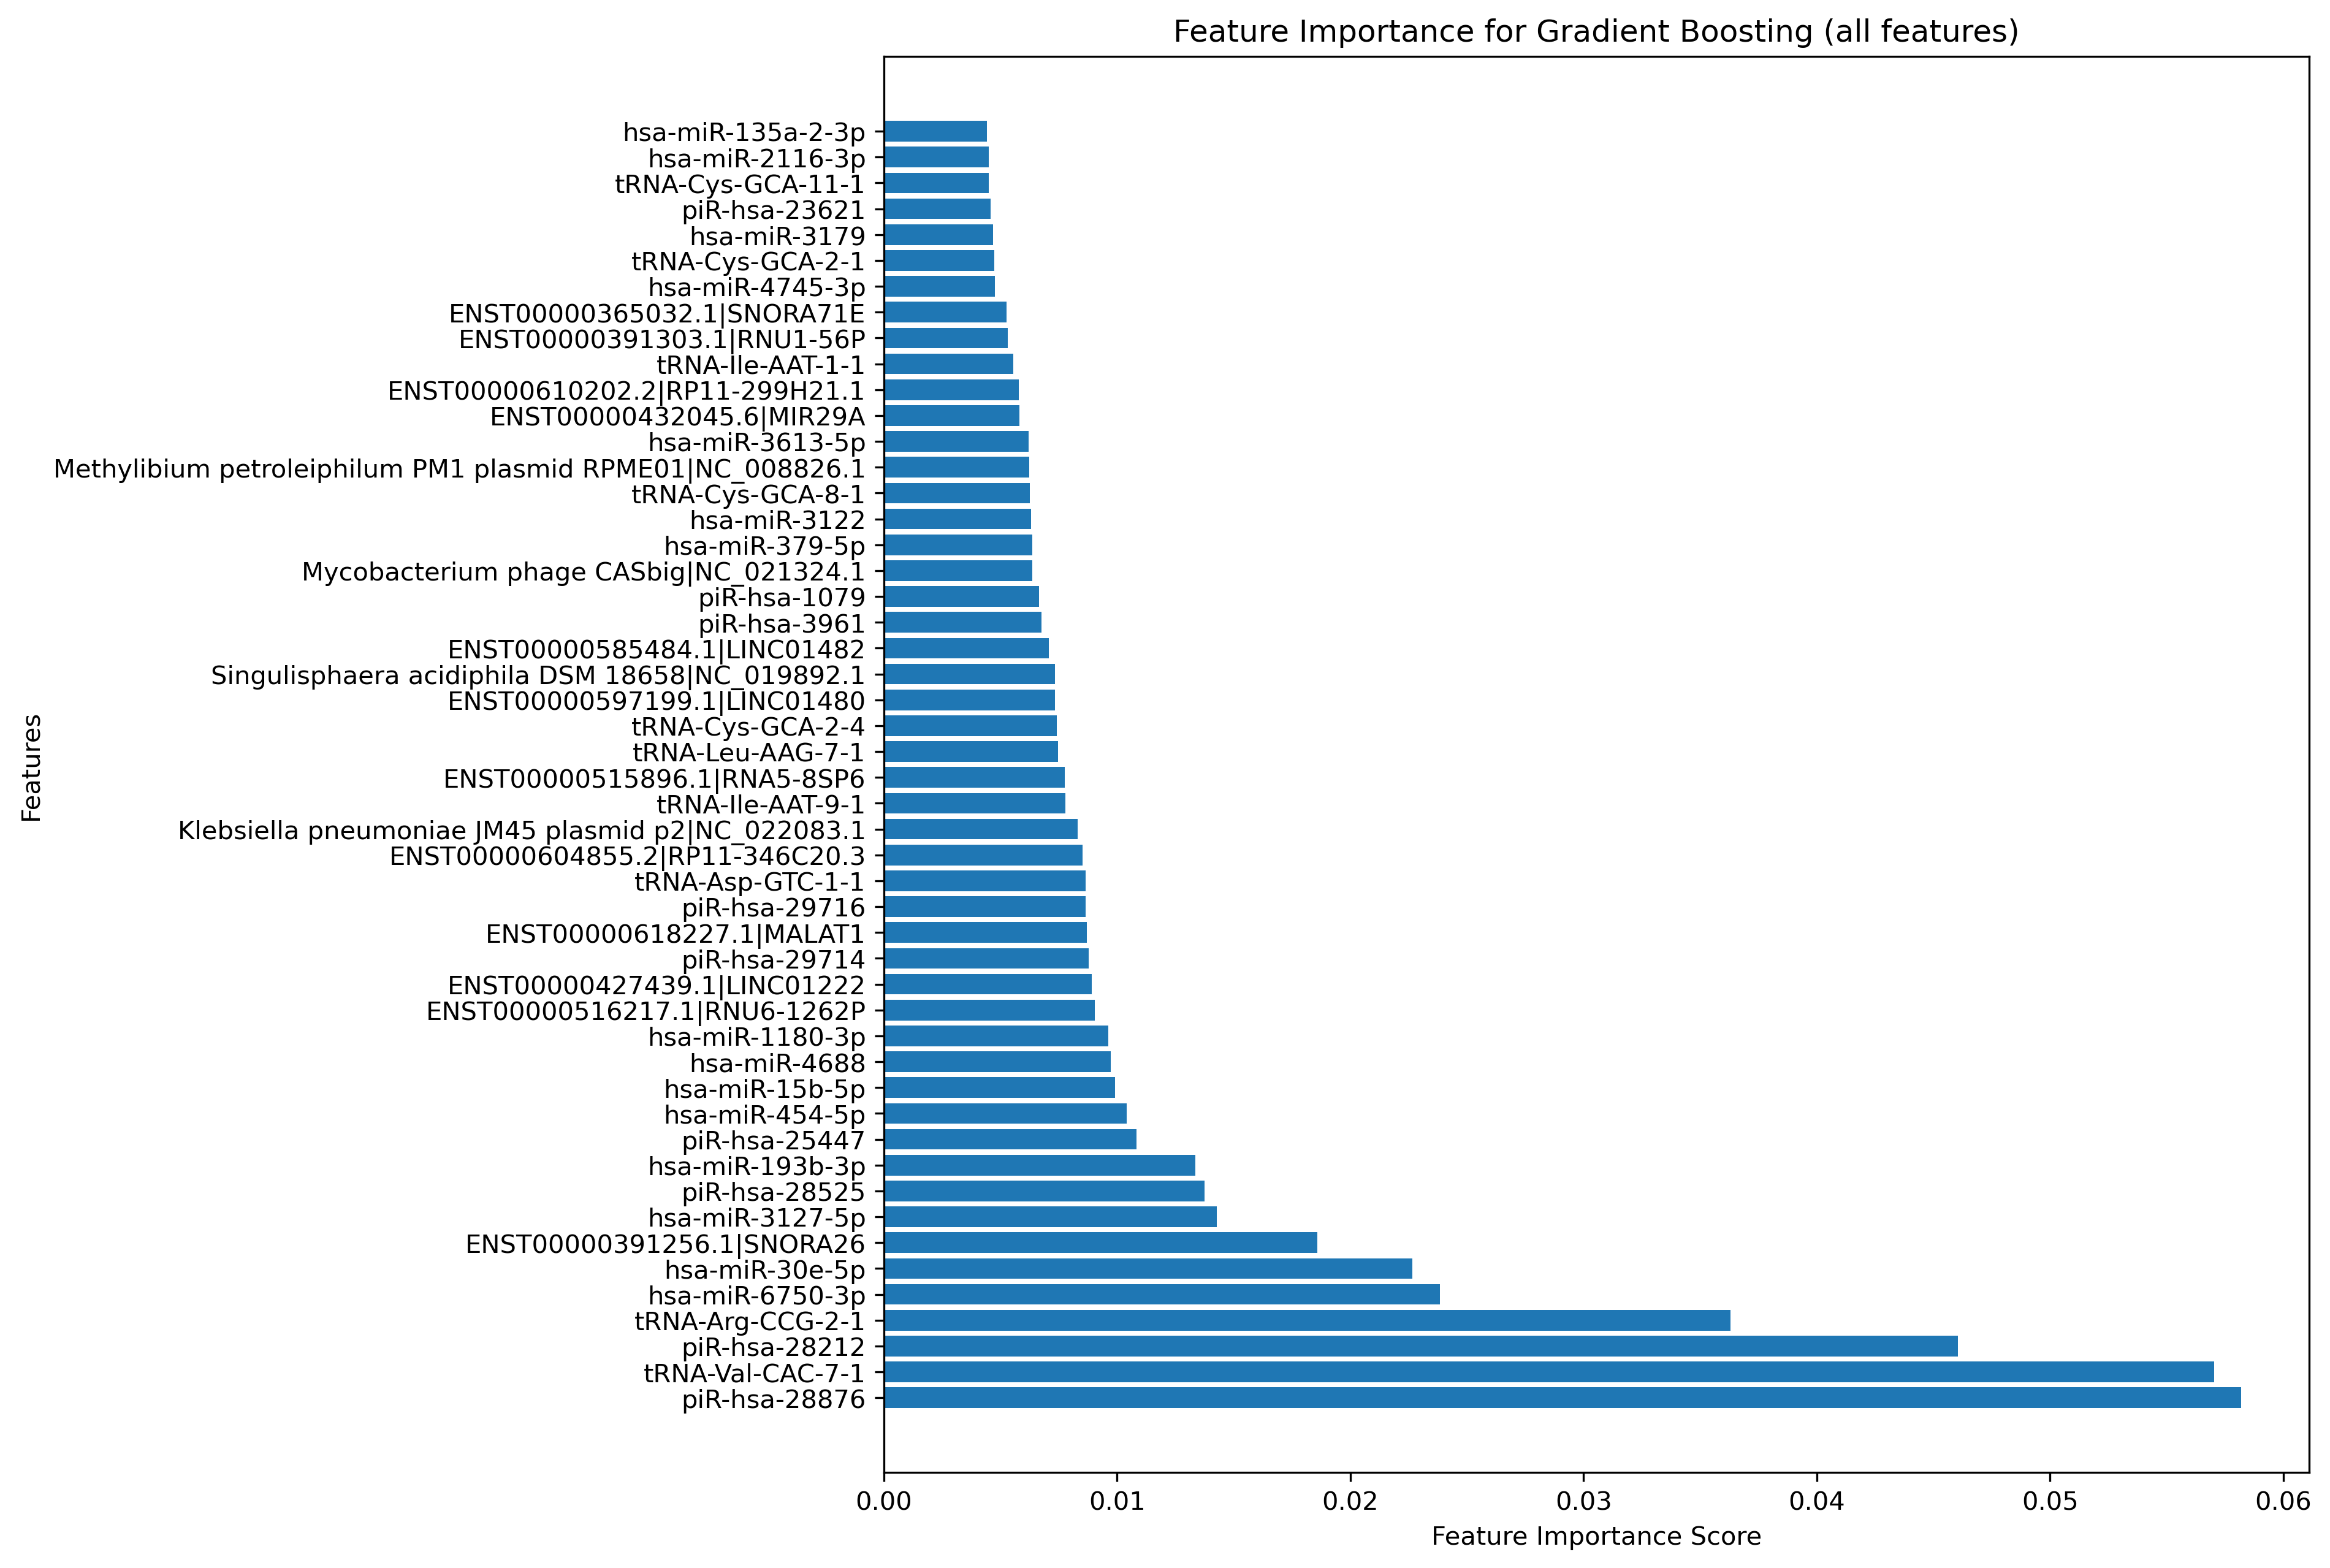 Feature Importance for Gradient Boosting (all features)
hsa-miR-135a-2-3p
hsa-miR-2116-3p
tRNA-Cys-GCA-11-1
piR-hsa-23621
hsa-miR-3179
tRNA-Cys-GCA-2-1
hsa-miR-4745-3p
ENST00000365032.1|SNORA71E
ENST00000391303.1|RNU1-56P
tRNA-Ile-AAT-1-1
ENST00000610202.2|RP11-299H21.1
ENST00000432045.6|MIR29A
hsa-miR-3613-5p
Methylibium petroleiphilum PM1 plasmid RPME01|NC_008826.1
tRNA-Cys-GCA-8-1
hsa-miR-3122
hsa-miR-379-5p
Mycobacterium phage CASbig|NC_021324.1
piR-hsa-1079
piR-hsa-3961
ENST00000585484.1|LINC01482
Singulisphaera acidiphila DSM 18658|NC_019892.1
ENST00000597199.1|LINC01480
tRNA-Cys-GCA-2-4
tRNA-Leu-AAG-7-1
ENST00000515896.1|RNA5-8SP6
tRNA-Ile-AAT-9-1
Klebsiella pneumoniae JM45 plasmid p2|NC_022083.1
ENST00000604855.2|RP11-346C20.3
tRNA-Asp-GTC-1-1
piR-hsa-29716
ENST00000618227.1|MALAT1
piR-hsa-29714
ENST00000427439.1|LINC01222
ENST00000516217.1|RNU6-1262P
hsa-miR-1180-3p
hsa-miR-4688
hsa-miR-15b-5p
hsa-miR-454-5p
piR-hsa-25447
hsa-miR-193b-3p
piR-hsa-28525
hsa-miR-3127-5p
ENST00000391256.1|SNORA26
hsa-miR-30e-5p
hsa-miR-6750-3p
tRNA-Arg-CCG-2-1
piR-hsa-28212
tRNA-Val-CAC-7-1
piR-hsa-28876
Features
0.00 0.01 0.02 0.03 0.04 0.05 0.06
Feature Importance Score